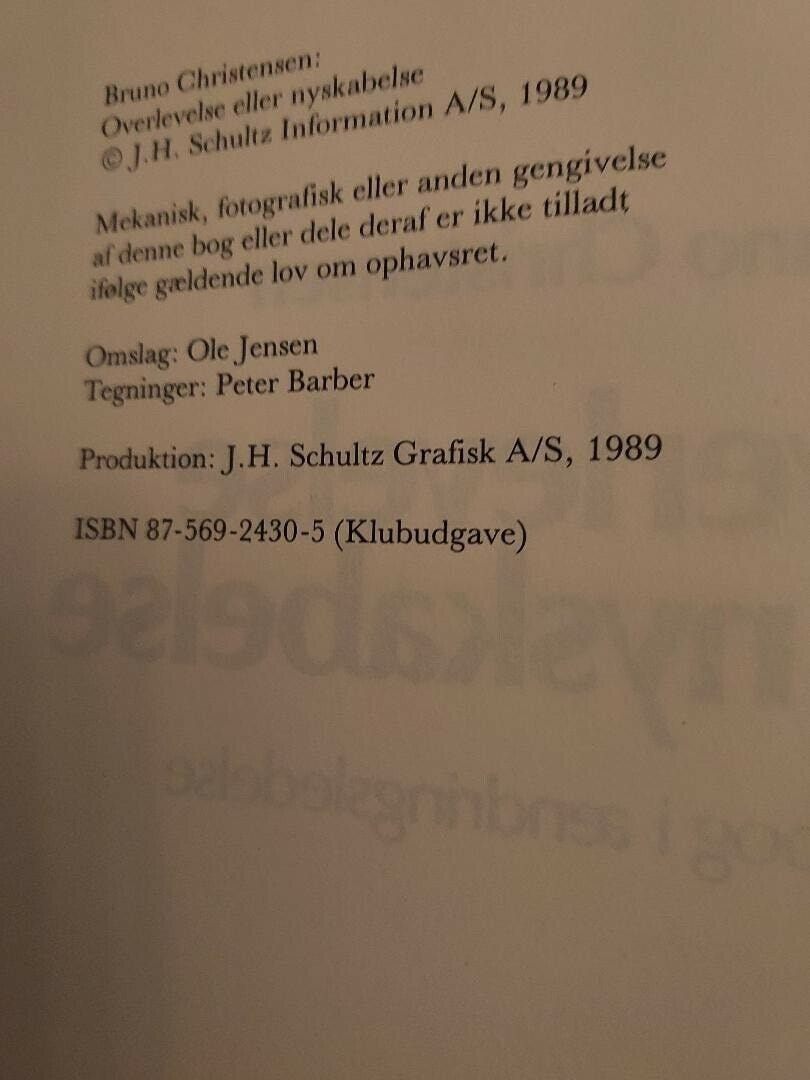 Bruno Christensen:
Overlevelse eller nyskabelse
© J.H. Schultz Information A/S, 1989
Mekanisk, fotografisk eller anden gengivelse
af denne bog eller dele deraf er ikke tilladt
ifølge gældende lov om ophavsret.
Omslag: Ole Jensen
Tegninger: Peter Barber
Produktion: J.H. Schultz Grafisk A/S, 1989
ISBN 87-569-2430-5 (Klubudgave)
nyskabelse
i ændringsledelse